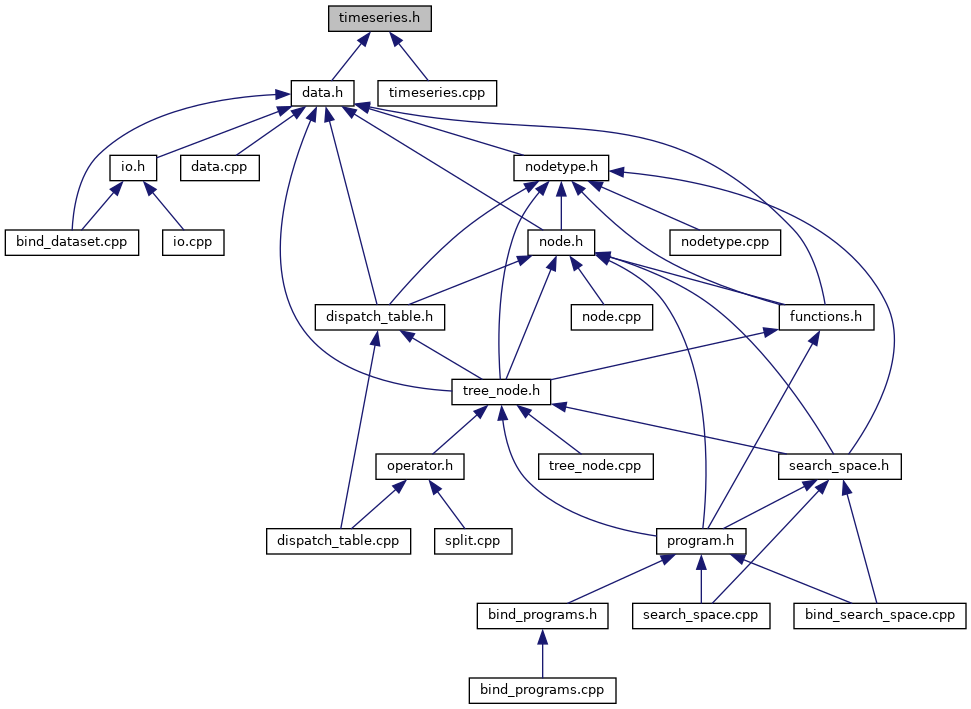 timeseries.h
data.h
timeseries.cpp
io.h
data.cpp
nodetype.h
bind_dataset.cpp
io.cpp
node.h
nodetype.cpp
dispatch_table.h
node.cpp
functions.h
tree_node.h
operator.h
tree_node.cpp
search_space.h
dispatch_table.cpp
split.cpp
program.h
bind_programs.h
search_space.cpp
bind_search_space.cpp
bind_programs.cpp